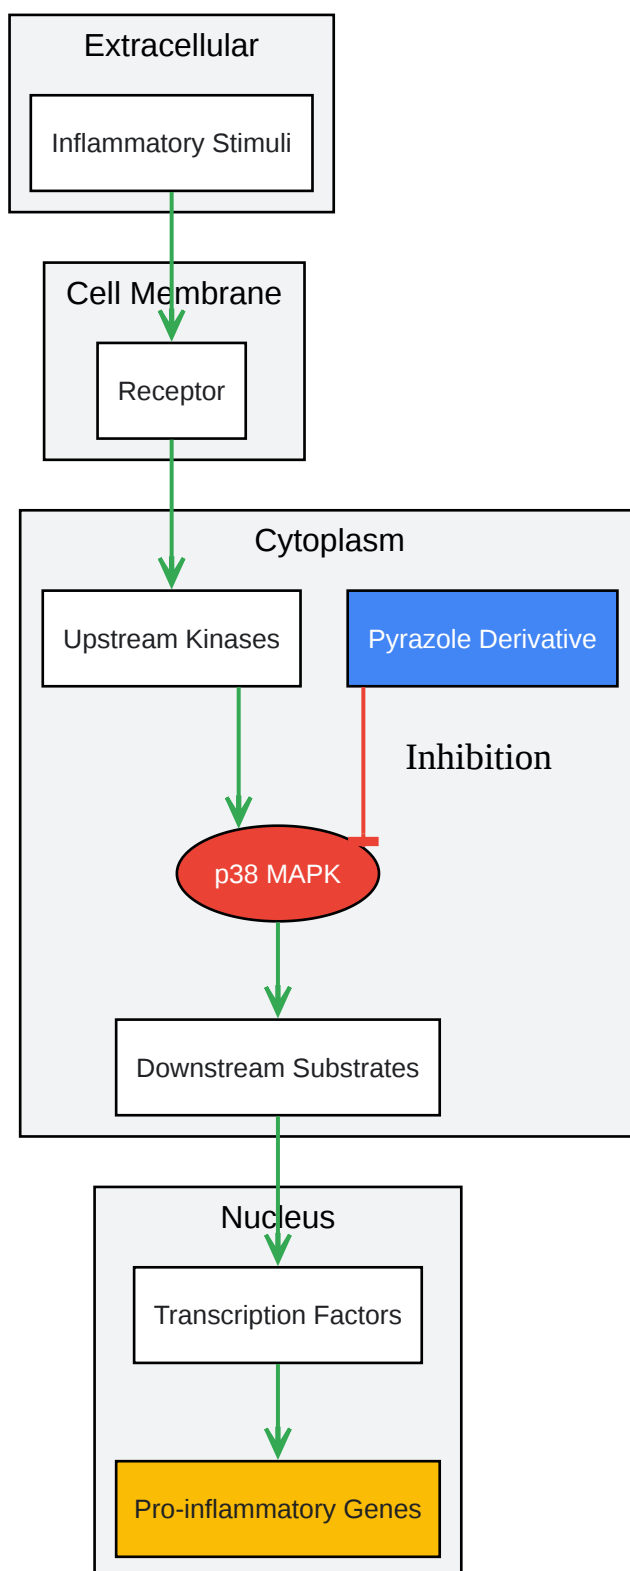 Extracellular
Inflammatory Stimuli
Cell Membrane
Receptor
Cytoplasm
Upstream Kinases
Pyrazole Derivative
Inhibition
p38 MAPK
Downstream Substrates
Nucleus
Transcription Factors
Pro-inflammatory Genes